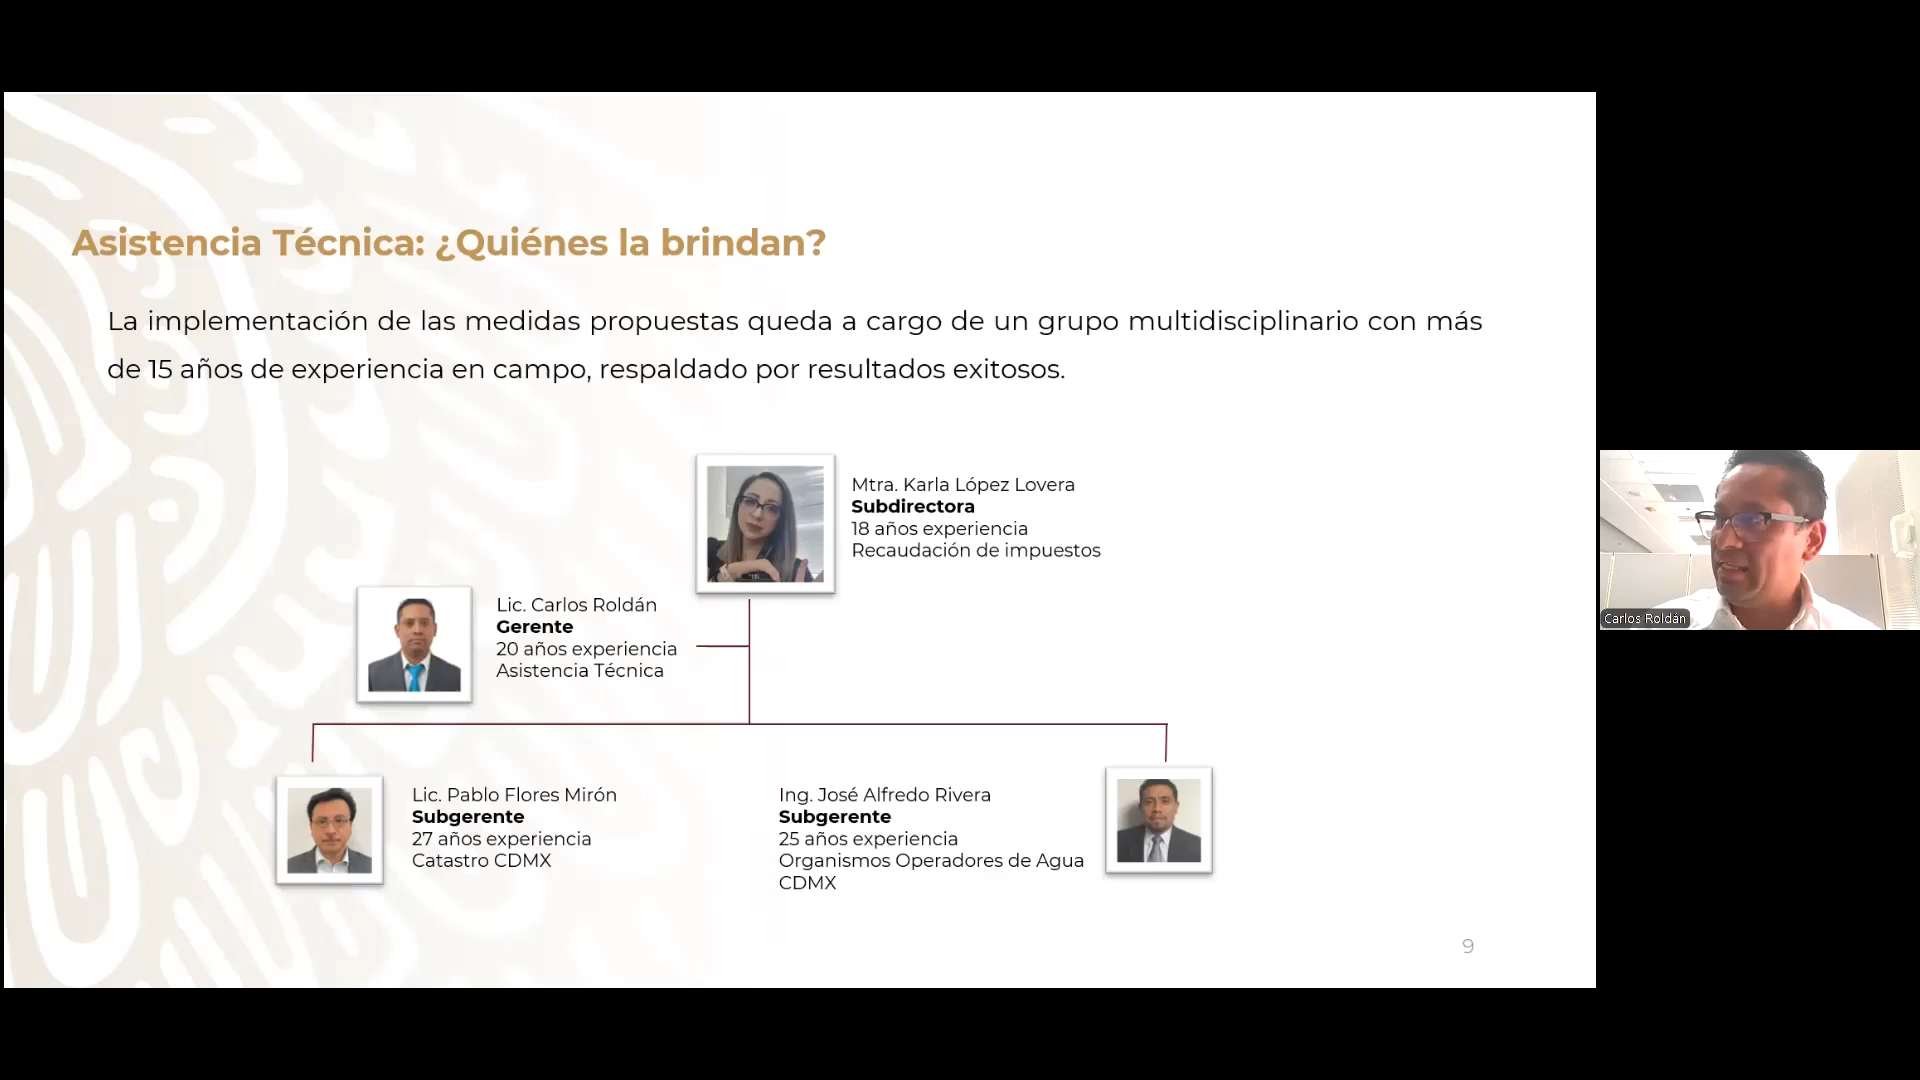 Asistencia Técnica: ¿Quiénes la brindan?
La implementación de las medidas propuestas queda a cargo de un grupo multidisciplinario con más
de 15 años de experiencia en campo, respaldado por resultados exitosos.
Mtra. Karla López Lovera
Subdirectora
18 años experiencia
Recaudación de impuestos
Lic. Carlos Roldán
Gerente
20 años experiencia
Asistencia Técnica
Lic. Pablo Flores Mirón
Subgerente
27 años experiencia
Catastro CDMX
Ing. José Alfredo Rivera
Subgerente
25 años experiencia
Organismos Operadores de Agua
CDMX
9
Carlos Roldán